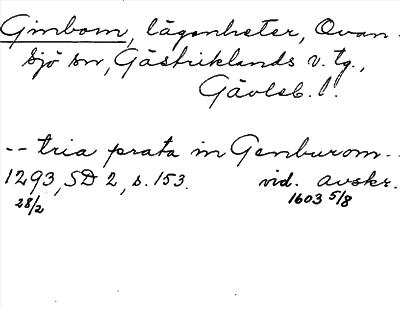 Gimbom, lägenheter, Ovan-
sjö sn, Gästriklands v. tg.,
Gävleb. l.
-- tria prata in Genburom --
1293, SD 2, s. 153. vid. avskr.
28/2 1603 5/8